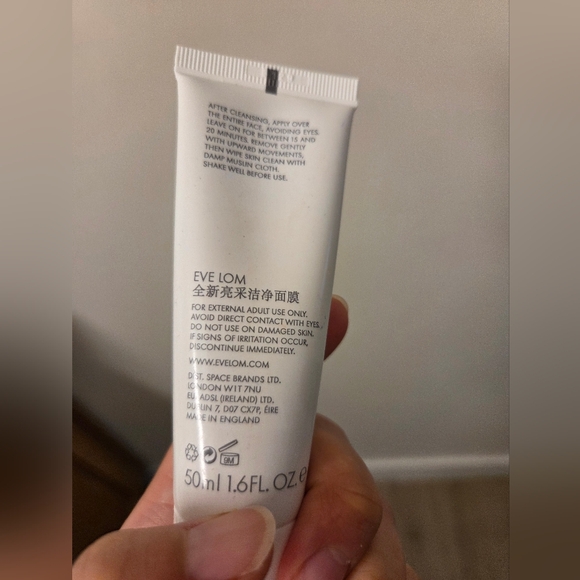 AFTER CLEANSING, APPLY OVER
THE ENTIRE FACE, AVOIDING EYES.
LEAVE ON FOR BETWEEN 15 AND
20 MINUTES. REMOVE GENTLY
WITH UPWARD MOVEMENTS,
THEN WIPE SKIN CLEAN WITH
DAMP MUSLIN CLOTH.
SHAKE WELL BEFORE USE.
EVE LOM
全新亮采洁净面膜
FOR EXTERNAL ADULT USE ONLY.
AVOID DIRECT CONTACT WITH EYES.
DO NOT USE ON DAMAGED SKIN.
IF SIGNS OF IRRITATION OCCUR,
DISCONTINUE IMMEDIATELY.
WWW.EVELOM.COM
DIST. SPACE BRANDS LTD.
LONDON W1T 7NU
EU: ADSL (IRELAND) LTD.
DUBLIN 7, D07 CX7P, ÉIRE
MADE IN ENGLAND
9M
50ml 1.6FL. OZ. e